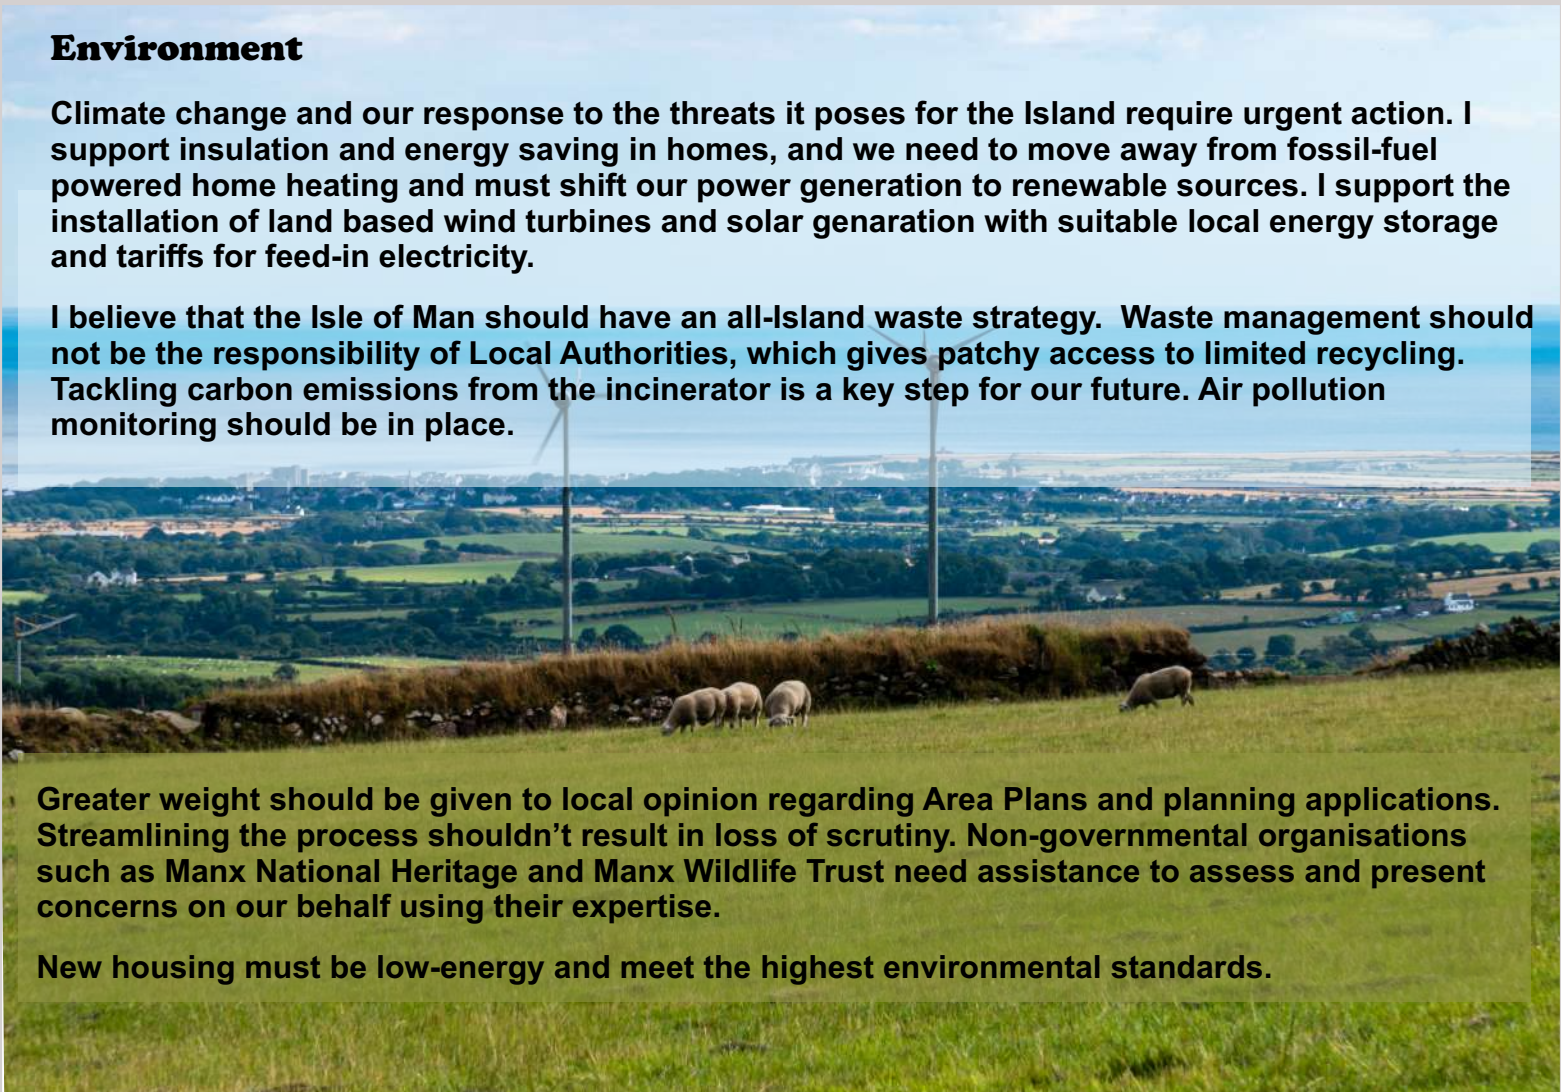 Environment
Climate change and our response to the threats it poses for the Island require urgent action. I
support insulation and energy saving in homes, and we need to move away from fossil-fuel
powered home heating and must shift our power generation to renewable sources. I support the
installation of land based wind turbines and solar genaration with suitable local energy storage
and tariffs for feed-in electricity.
I believe that the Isle of Man should have an all-Island waste strategy.  Waste management should
not be the responsibility of Local Authorities, which gives patchy access to limited recycling.
Tackling carbon emissions from the incinerator is a key step for our future. Air pollution
monitoring should be in place.
Greater weight should be given to local opinion regarding Area Plans and planning applications.
Streamlining the process shouldn’t result in loss of scrutiny. Non-governmental organisations
such as Manx National Heritage and Manx Wildlife Trust need assistance to assess and present
concerns on our behalf using their expertise.
New housing must be low-energy and meet the highest environmental standards.